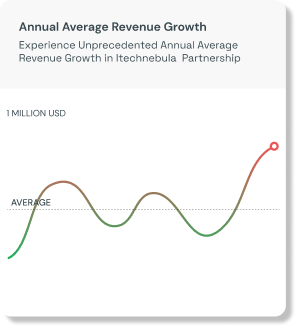 Annual Average Revenue Growth
Experience Unprecedented Annual Average
Revenue Growth in Itechnebula Partnership
1 MILLION USD
AVERAGE